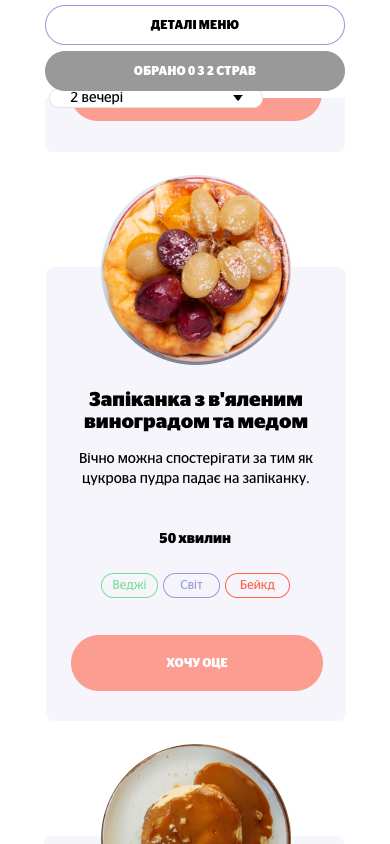 ДЕТАЛІ МЕНЮ
ОБРАНО 0 З 2 СТРАВ
2 вечері
Запіканка з в'яленим
виноградом та медом
Вічно можна спостерігати за тим як
цукрова пудра падає на запіканку.
50 хвилин
Веджі Світ Бейкд
ХОЧУ ОЦЕ